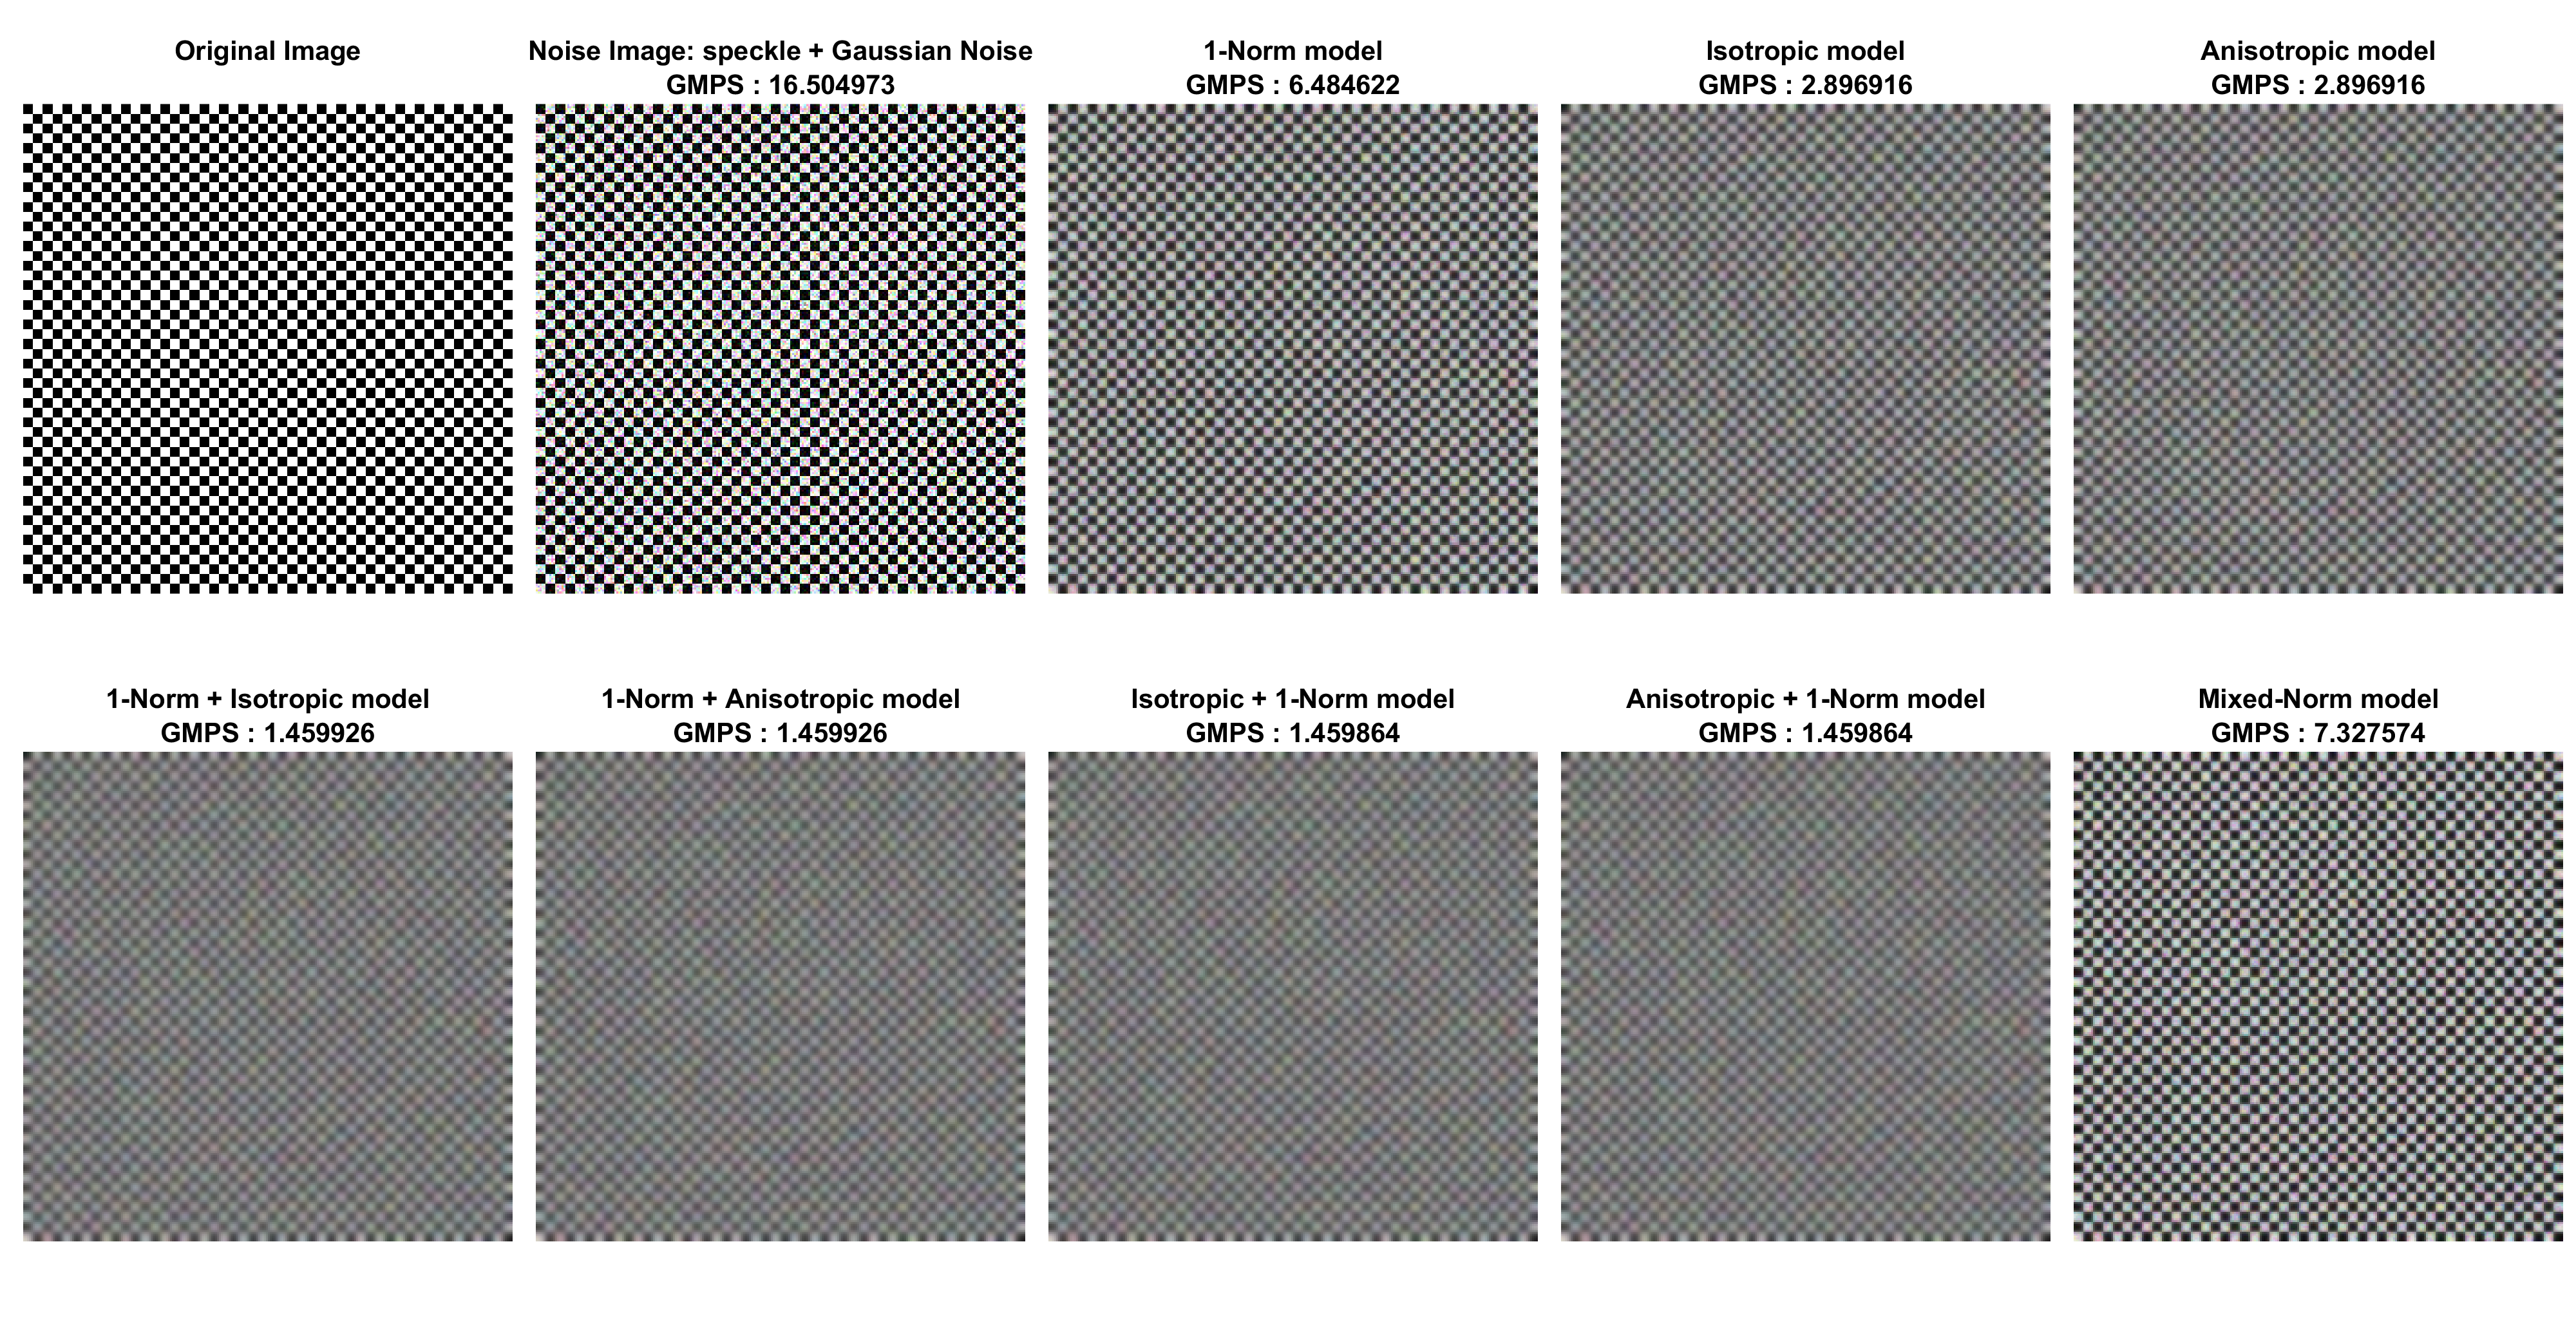 Original Image
Noise Image: speckle + Gaussian Noise
GMPS : 16.504973
1-Norm model
GMPS : 6.484622
Isotropic model
GMPS : 2.896916
Anisotropic model
GMPS : 2.896916
1-Norm + Isotropic model
GMPS : 1.459926
1-Norm + Anisotropic model
GMPS : 1.459926
Isotropic + 1-Norm model
GMPS : 1.459864
Anisotropic + 1-Norm model
GMPS : 1.459864
Mixed-Norm model
GMPS : 7.327574